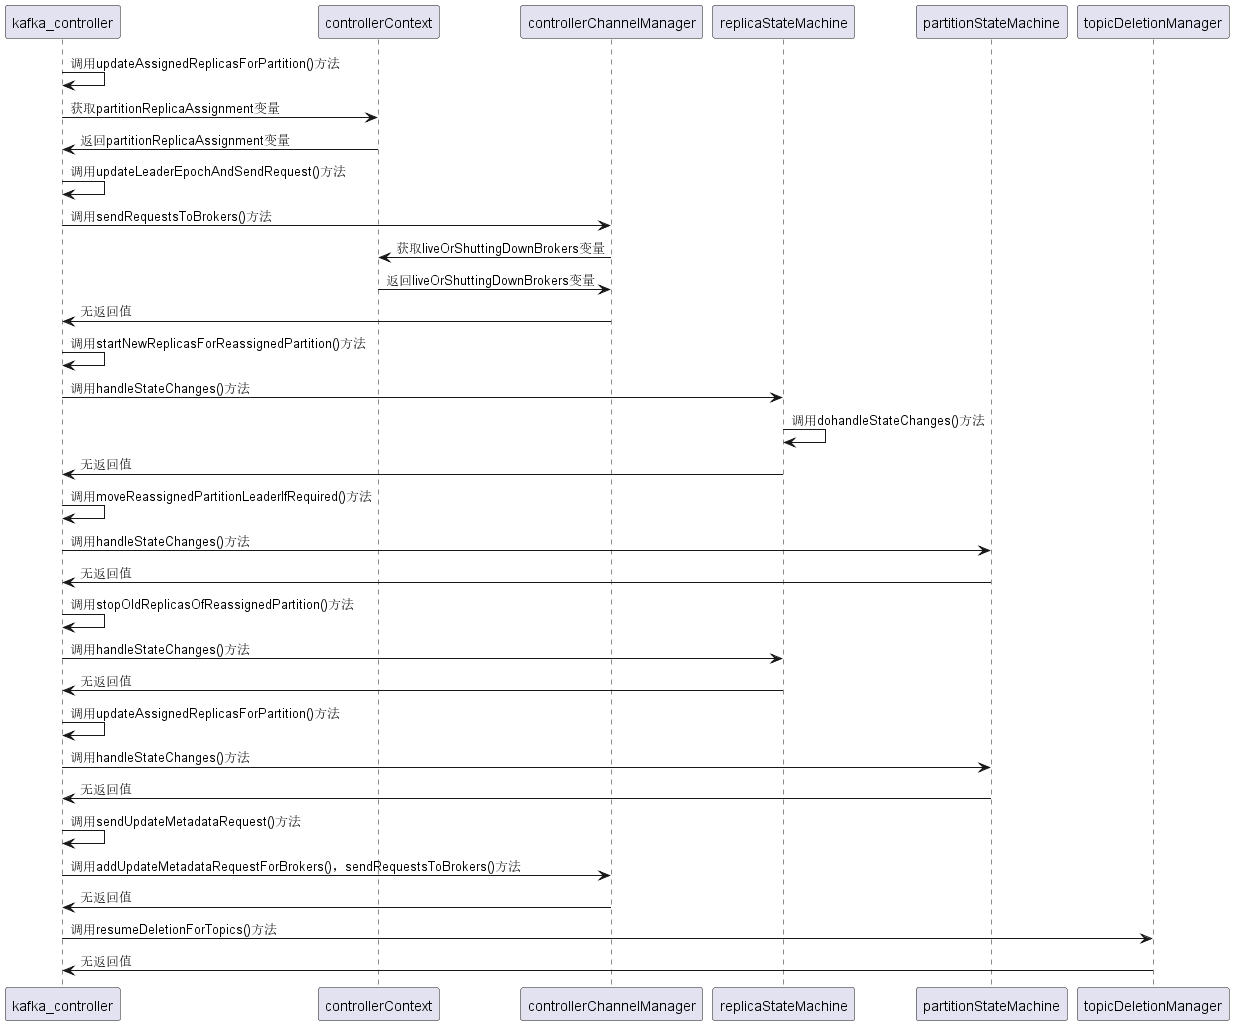 kafka_controller controllerContext controllerChannelManager replicaStateMachine partitionStateMachine topicDeletionManager
调用updateAssignedReplicasForPartition()方法
获取partitionReplicaAssignment变量
返回partitionReplicaAssignment变量
调用updateLeaderEpochAndSendRequest()方法
调用sendRequestsToBrokers()方法
获取liveOrShuttingDownBrokers变量
返回liveOrShuttingDownBrokers变量
无返回值
调用startNewReplicasForReassignedPartition()方法
调用handleStateChanges()方法
调用dohandleStateChanges()方法
无返回值
调用moveReassignedPartitionLeaderIfRequired()方法
调用handleStateChanges()方法
无返回值
调用stopOldReplicasOfReassignedPartition()方法
调用handleStateChanges()方法
无返回值
调用updateAssignedReplicasForPartition()方法
调用handleStateChanges()方法
无返回值
调用sendUpdateMetadataRequest()方法
调用addUpdateMetadataRequestForBrokers()，sendRequestsToBrokers()方法
无返回值
调用resumeDeletionForTopics()方法
无返回值
kafka_controller controllerContext controllerChannelManager replicaStateMachine partitionStateMachine topicDeletionManager